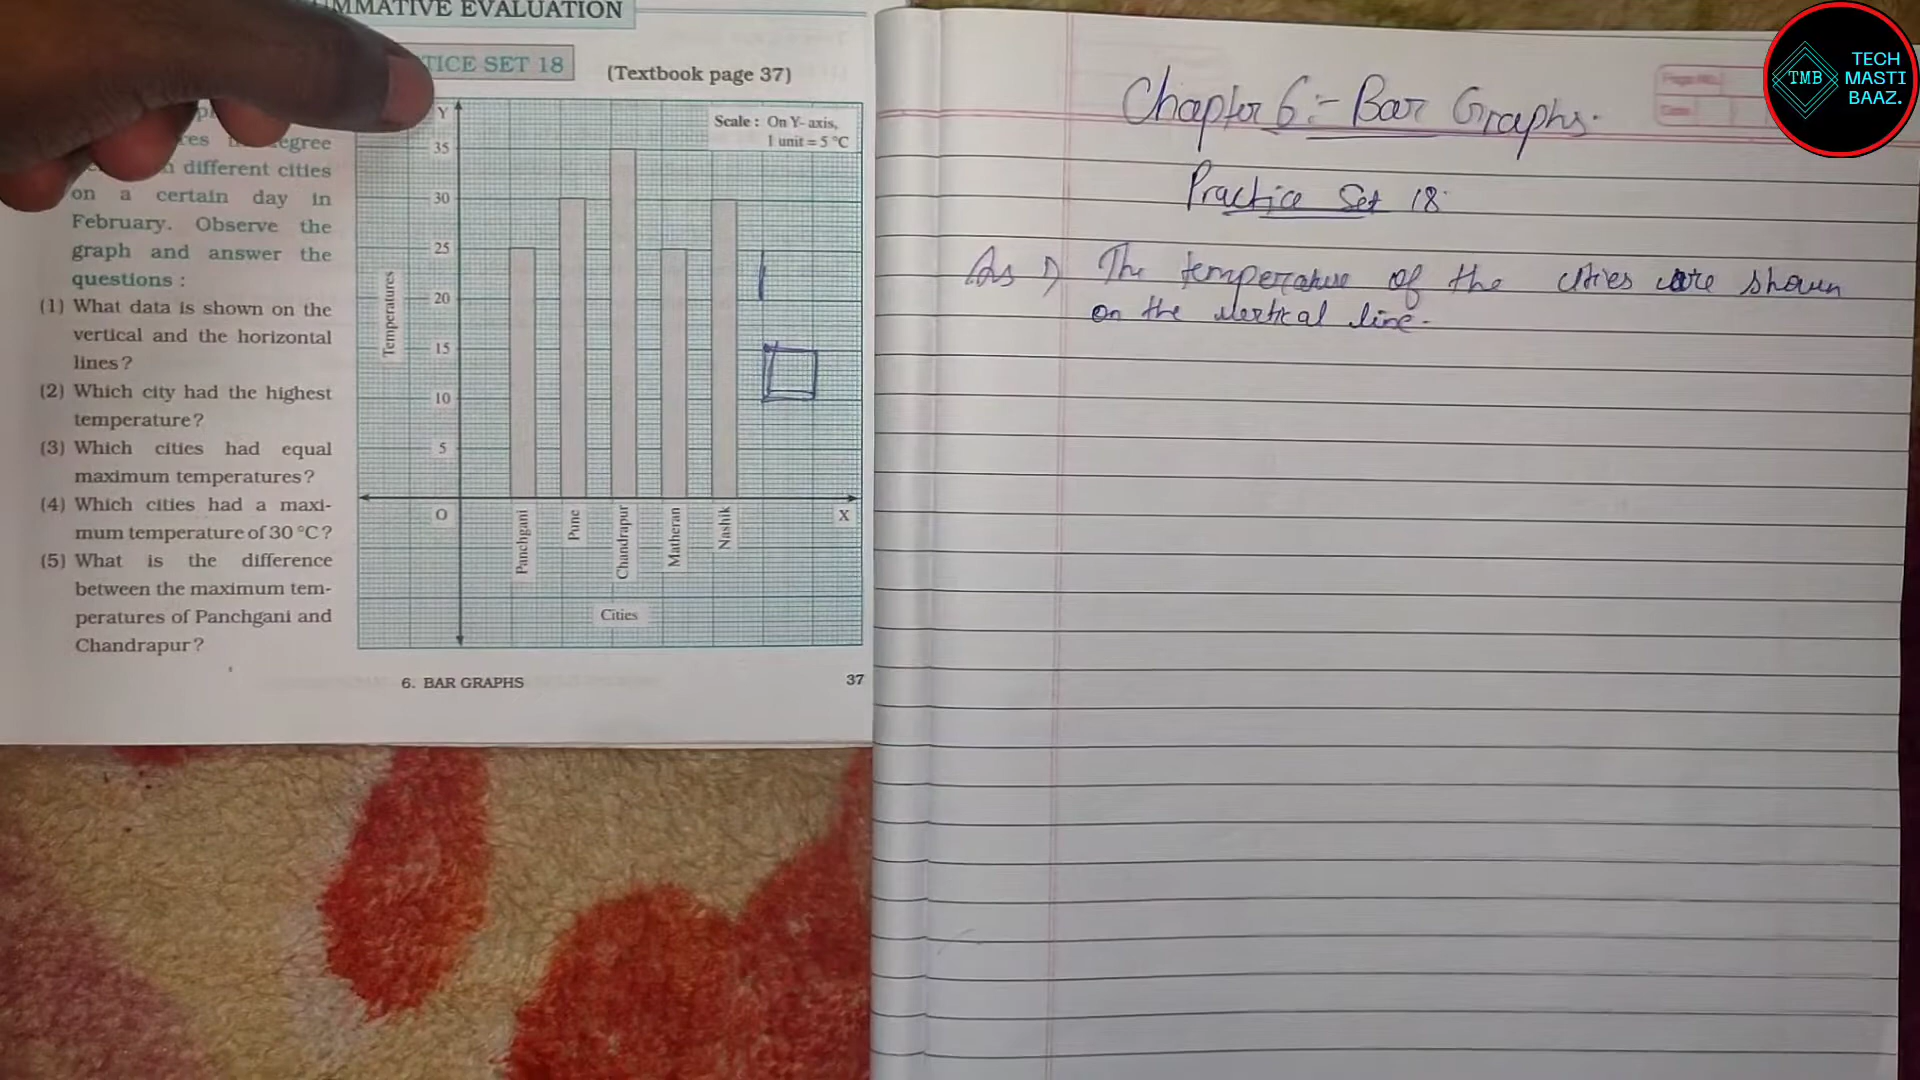 MMATIVE EVALUATION
TICE SET 18
(Textbook page 37)
egree
different cities
on a certain day in
February. Observe the
graph and answer the
questions :
(1) What data is shown on the
vertical and the horizontal
lines?
(2) Which city had the highest
temperature?
(3) Which cities had equal
maximum temperatures?
(4) Which cities had a maxi-
mum temperature of 30 °C?
(5) What is the difference
between the maximum tem-
peratures of Panchgani and
Chandrapur?
Y
Scale : On Y- axis,
1 unit = 5 °C
35
30
25
20
15
10
5
O
X
Temperatures
Panchgani
Pune
Chandrapur
Matheran
Nashik
Cities
6. BAR GRAPHS
37
Chapter 6:- Bar Graphs.
Practice Set 18
As 1) The temperature of the cities are shown
on the vertical line.
Page No.
Date
TMB
TECH
MASTI
BAAZ.